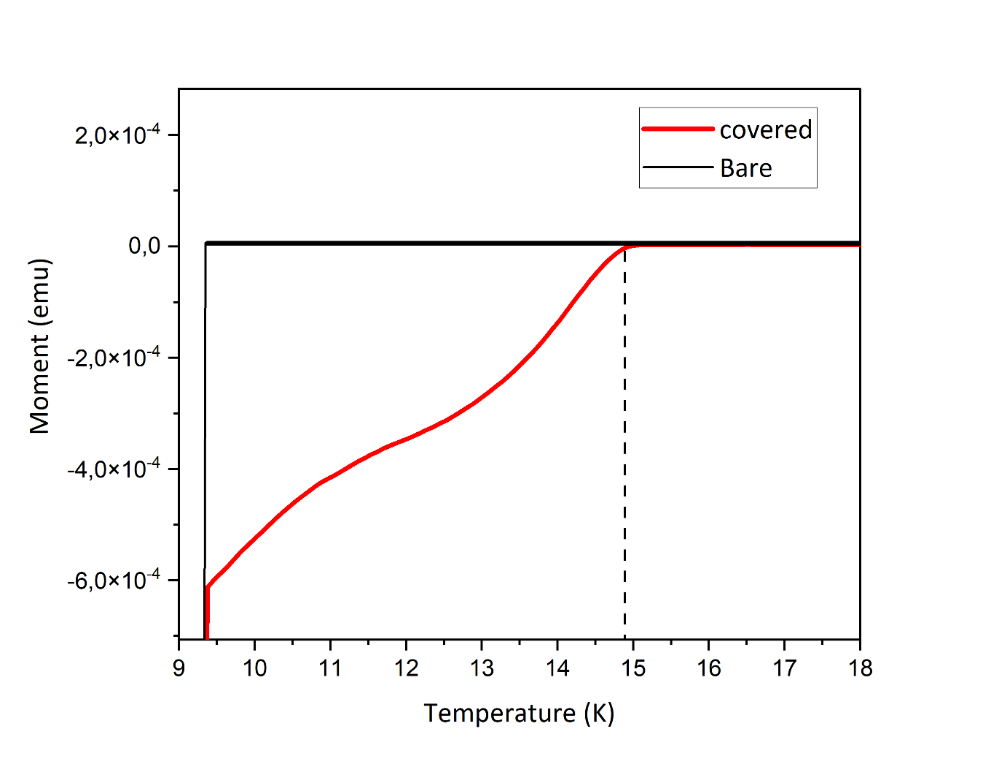 covered
Bare
2,0×10⁻⁴
0,0
-2,0×10⁻⁴
-4,0×10⁻⁴
-6,0×10⁻⁴
Moment (emu)
9 10 11 12 13 14 15 16 17 18
Temperature (K)